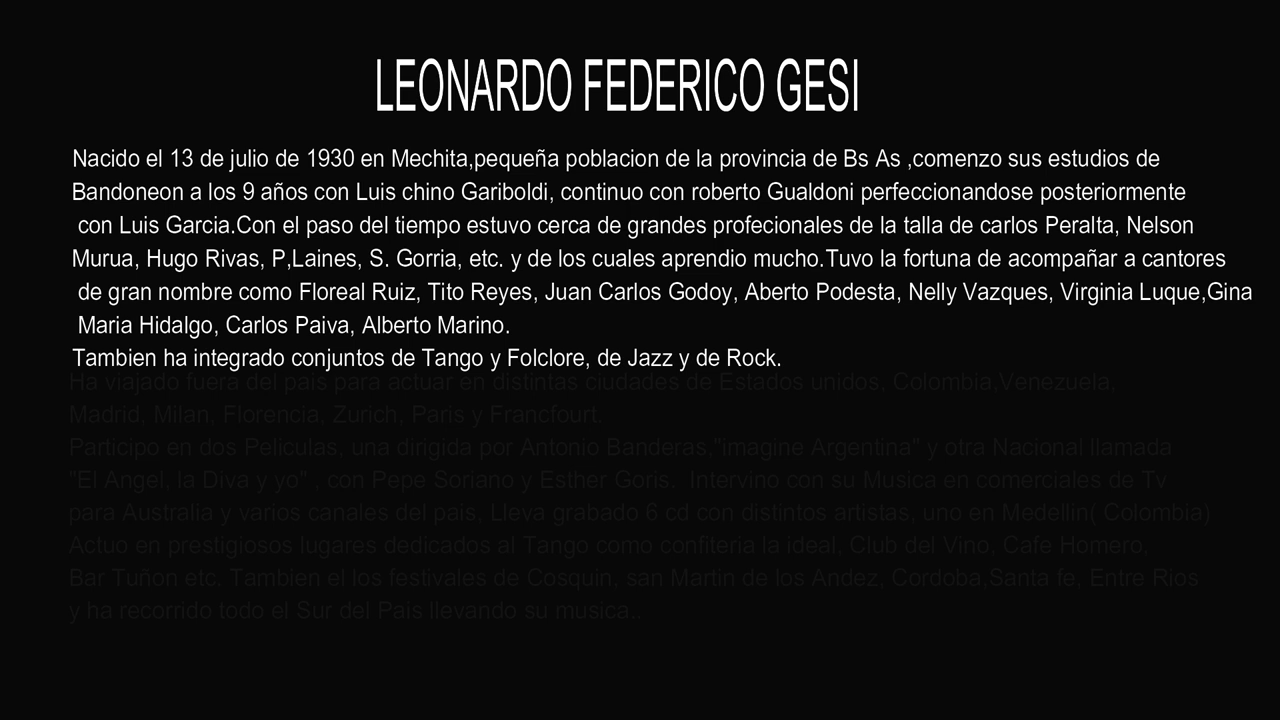 LEONARDO FEDERICO GESI
Nacido el 13 de julio de 1930 en Mechita,pequeña poblacion de la provincia de Bs As ,comenzo sus estudios de
Bandoneon a los 9 años con Luis chino Gariboldi, continuo con roberto Gualdoni perfeccionandose posteriormente
con Luis Garcia.Con el paso del tiempo estuvo cerca de grandes profecionales de la talla de carlos Peralta, Nelson
Murua, Hugo Rivas, P,Laines, S. Gorria, etc. y de los cuales aprendio mucho.Tuvo la fortuna de acompañar a cantores
de gran nombre como Floreal Ruiz, Tito Reyes, Juan Carlos Godoy, Aberto Podesta, Nelly Vazques, Virginia Luque,Gina
Maria Hidalgo, Carlos Paiva, Alberto Marino.
Tambien ha integrado conjuntos de Tango y Folclore, de Jazz y de Rock.
Ha viajado fuera del pais para actuar en distintas ciudades de Estados unidos, Colombia,Venezuela,
Madrid, Milan, Florencia, Zurich, Paris y Francfourt.
Participo en dos Peliculas, una dirigida por Antonio Banderas,"imagine Argentina" y otra Nacional llamada
"El Angel, la Diva y yo" , con Pepe Soriano y Esther Goris. Intervino con su Musica en comerciales de Tv
para Australia y varios canales del pais, Lleva grabado 6 cd con distintos artistas, uno en Medellin( Colombia)
Actuo en prestigiosos lugares dedicados al Tango como confiteria la ideal, Club del Vino, Cafe Homero,
Bar Tuñon etc. Tambien el los festivales de Cosquin, san Martin de los Andez, Cordoba,Santa fe, Entre Rios
y ha recorrido todo el Sur del Pais llevando su musica..